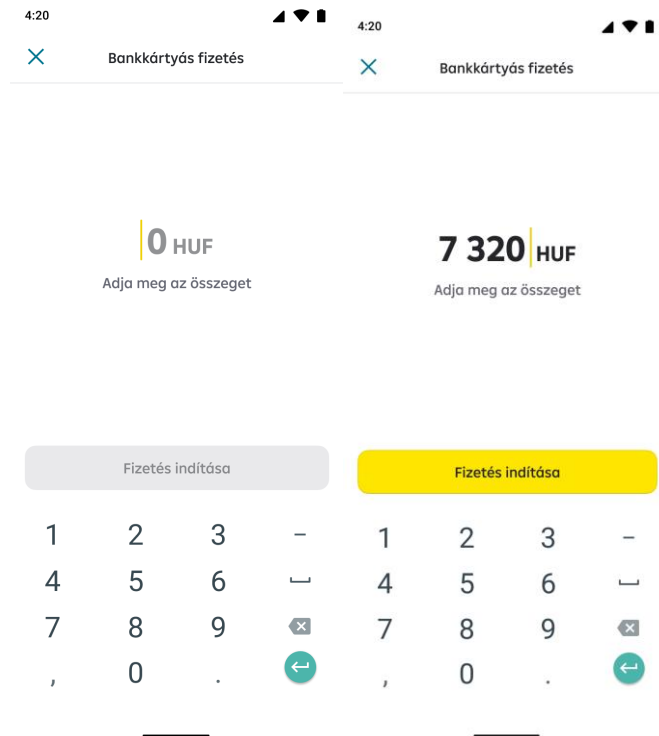 4:20
Bankkártyás fizetés
0 HUF
Adja meg az összeget
Fizetés indítása
1 2 3 –
4 5 6
7 8 9
, 0 .
4:20
Bankkártyás fizetés
7 320 HUF
Adja meg az összeget
Fizetés indítása
1 2 3 –
4 5 6
7 8 9
, 0 .